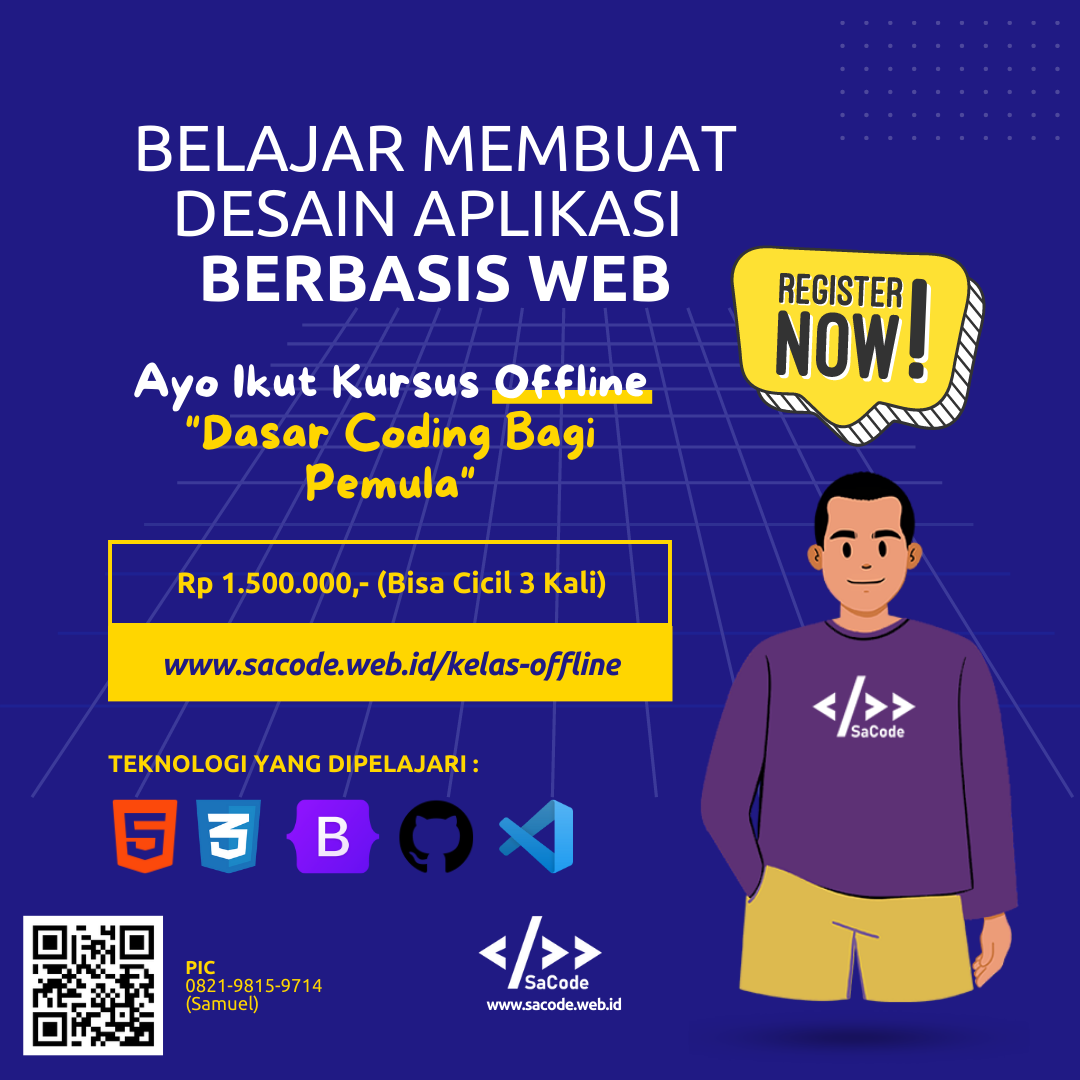 BELAJAR MEMBUAT
DESAIN APLIKASI
BERBASIS WEB
REGISTER
NOW!
Ayo Ikut Kursus Offline
"Dasar Coding Bagi
Pemula"
Rp 1.500.000,- (Bisa Cicil 3 Kali)
www.sacode.web.id/kelas-offline
</>>
SaCode
TEKNOLOGI YANG DIPELAJARI :
5 3 B
PIC
0821-9815-9714
(Samuel)
</>>
SaCode
www.sacode.web.id